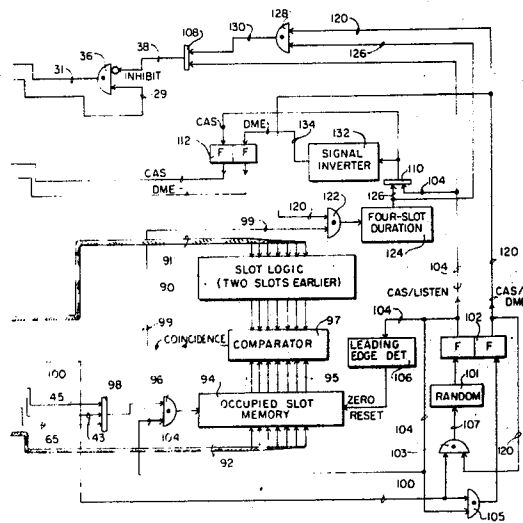 128
120
36
38
108
130
31
126
INHIBIT
29
CAS
DME
134
132
112
F F
SIGNAL INVERTER
110
CAS
DME
126
104
120
122
99
FOUR-SLOT DURATION
124
120
91
90
SLOT LOGIC (TWO SLOTS EARLIER)
104
CAS/LISTEN
CAS/DME
99
COINCIDENCE
COMPARATOR
97
104
102
F F
LEADING EDGE DET.
106
100
45
98
96
94
95
101
RANDOM
OCCUPIED SLOT MEMORY
ZERO RESET
43
104
107
104
65
92
103
120
100
105